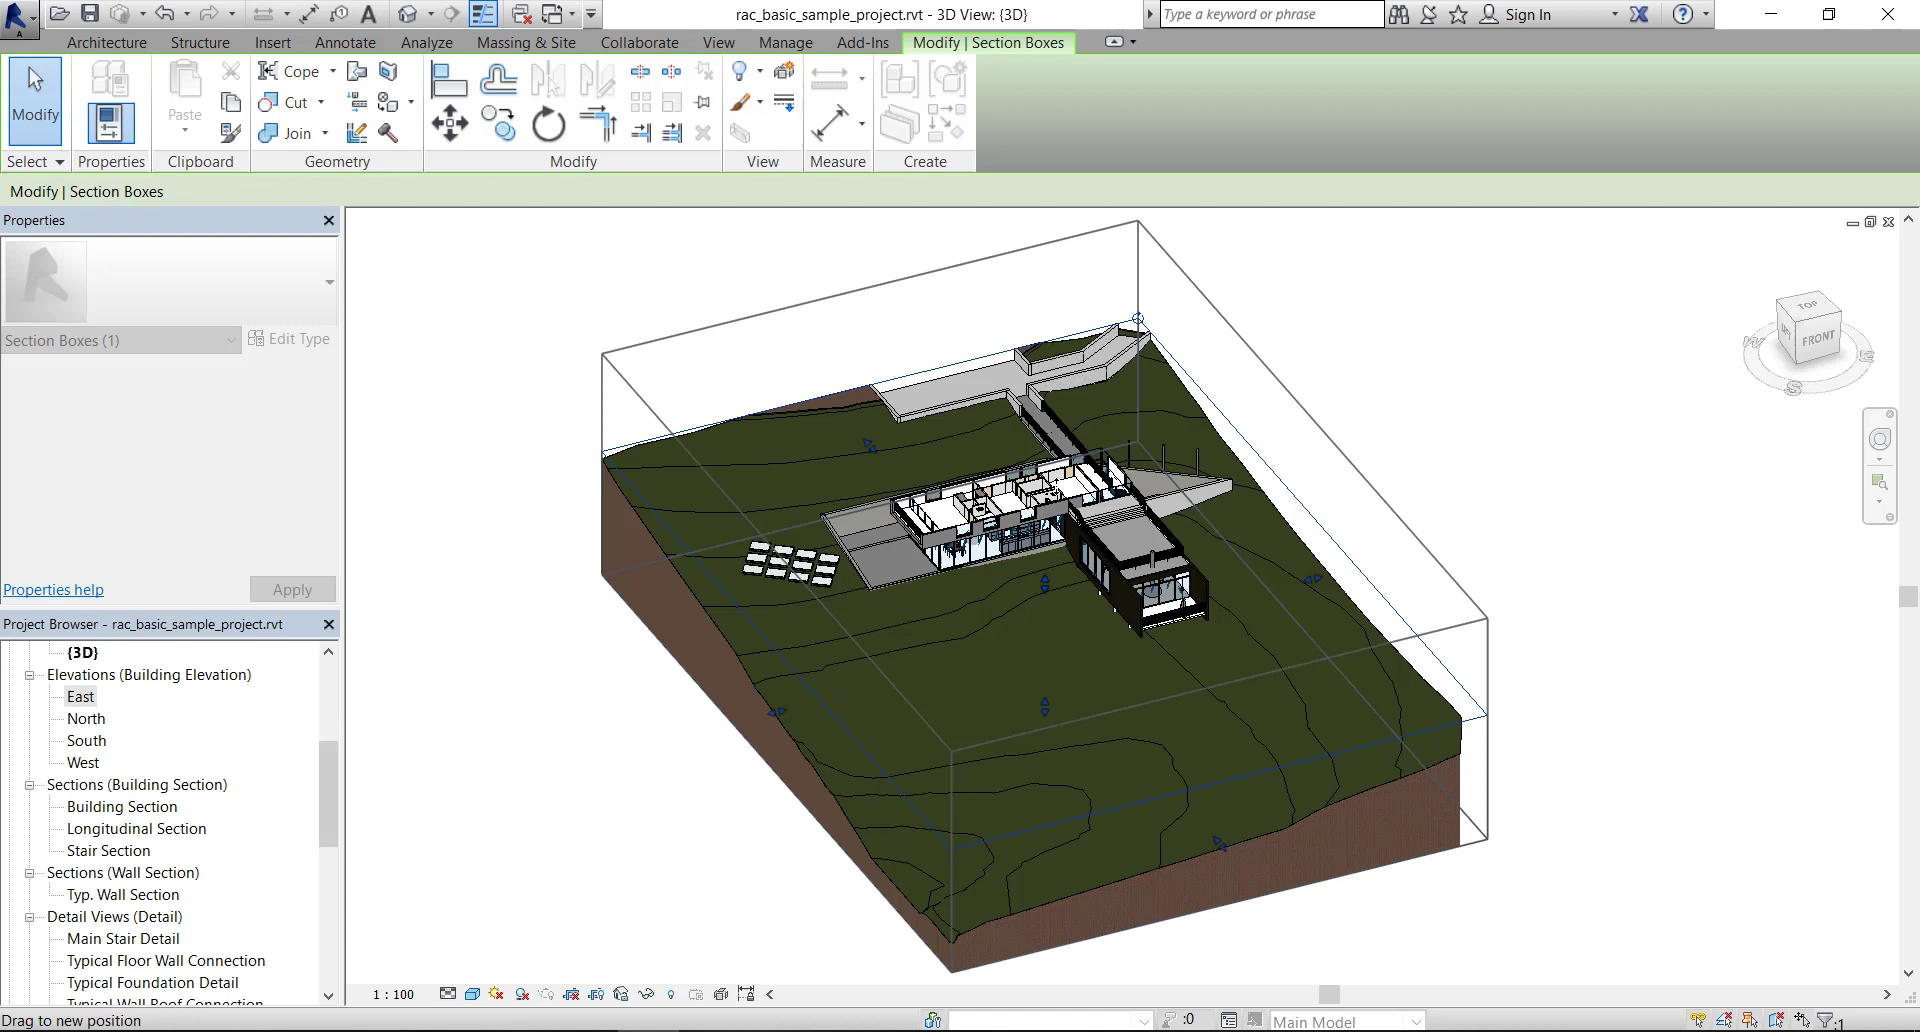 rac_basic_sample_project.rvt - 3D View: {3D}
Type a keyword or phrase
Sign In
Architecture Structure Insert Annotate Analyze Massing & Site Collaborate View Manage Add-Ins Modify | Section Boxes
Modify
Paste
Cope
Cut
Join
Select Properties Clipboard Geometry Modify View Measure Create
Modify | Section Boxes
Properties
Section Boxes (1)
Edit Type
Properties help
Apply
Project Browser - rac_basic_sample_project.rvt
{3D}
Elevations (Building Elevation)
East
North
South
West
Sections (Building Section)
Building Section
Longitudinal Section
Stair Section
Sections (Wall Section)
Typ. Wall Section
Detail Views (Detail)
Main Stair Detail
Typical Floor Wall Connection
Typical Foundation Detail
Typical Wall Roof Connection
TOP
FRONT
W
E
S
1 : 100
Drag to new position
:0
Main Model
:1